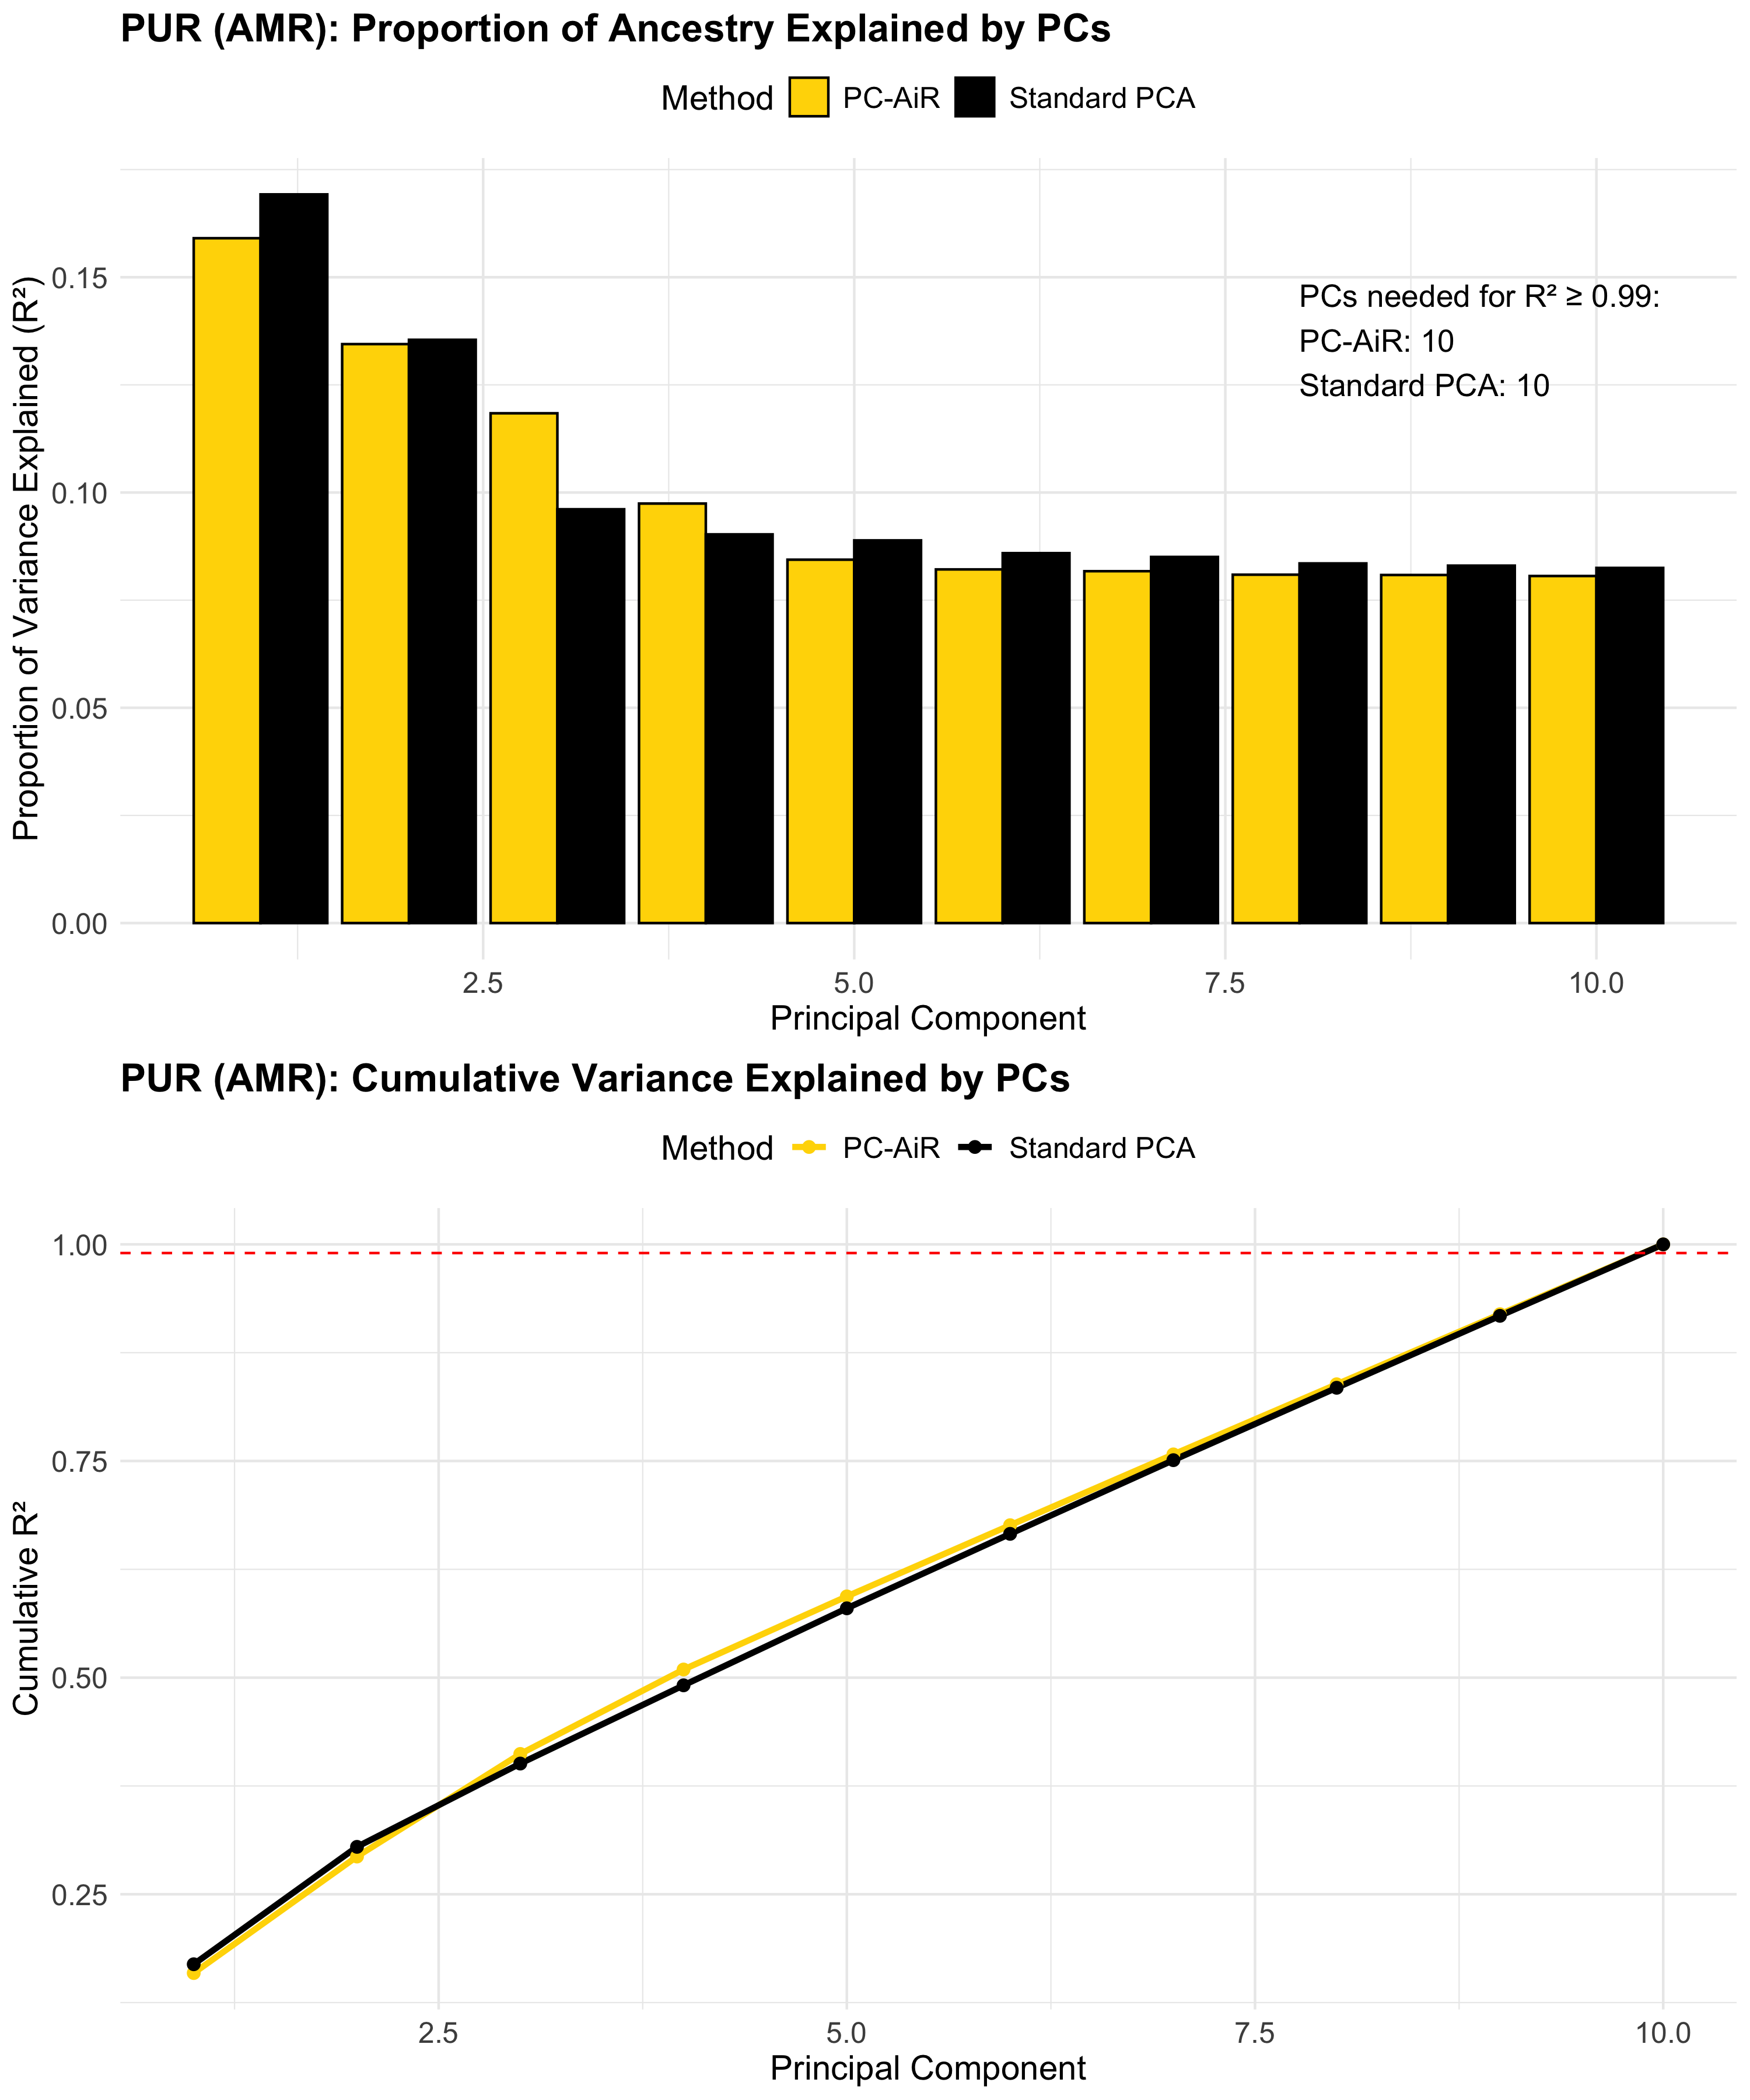 PUR (AMR): Proportion of Ancestry Explained by PCs
Method PC-AiR Standard PCA
Proportion of Variance Explained (R²)
0.15
0.10
0.05
0.00
PCs needed for R² ≥ 0.99:
PC-AiR: 10
Standard PCA: 10
2.5 5.0 7.5 10.0
Principal Component
PUR (AMR): Cumulative Variance Explained by PCs
Method PC-AiR Standard PCA
Cumulative R²
1.00
0.75
0.50
0.25
2.5 5.0 7.5 10.0
Principal Component